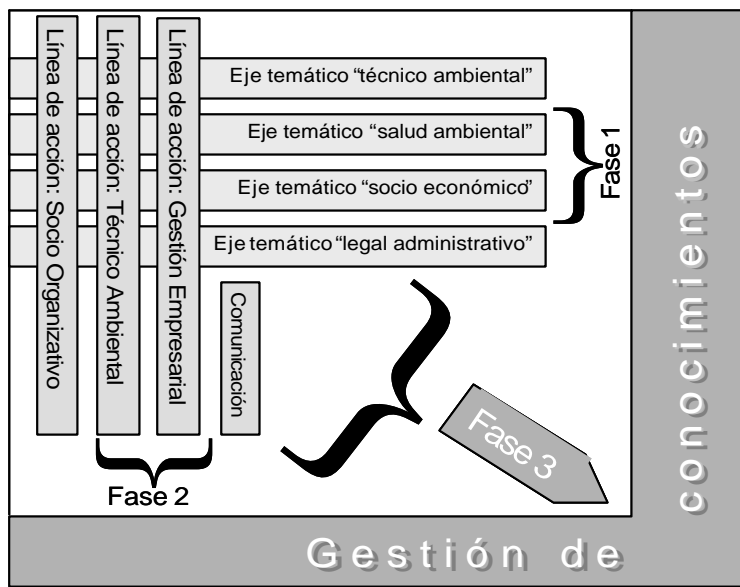 Línea de acción: Socio Organizativo
Línea de acción: Técnico Ambiental
Línea de acción: Gestión Empresarial
Comunicación
Eje temático “técnico ambiental”
Eje temático “salud ambiental”
Eje temático “socio económico”
Eje temático “legal administrativo”
Fase 1
Fase 2
Fase 3
Gestión de
conocimientos